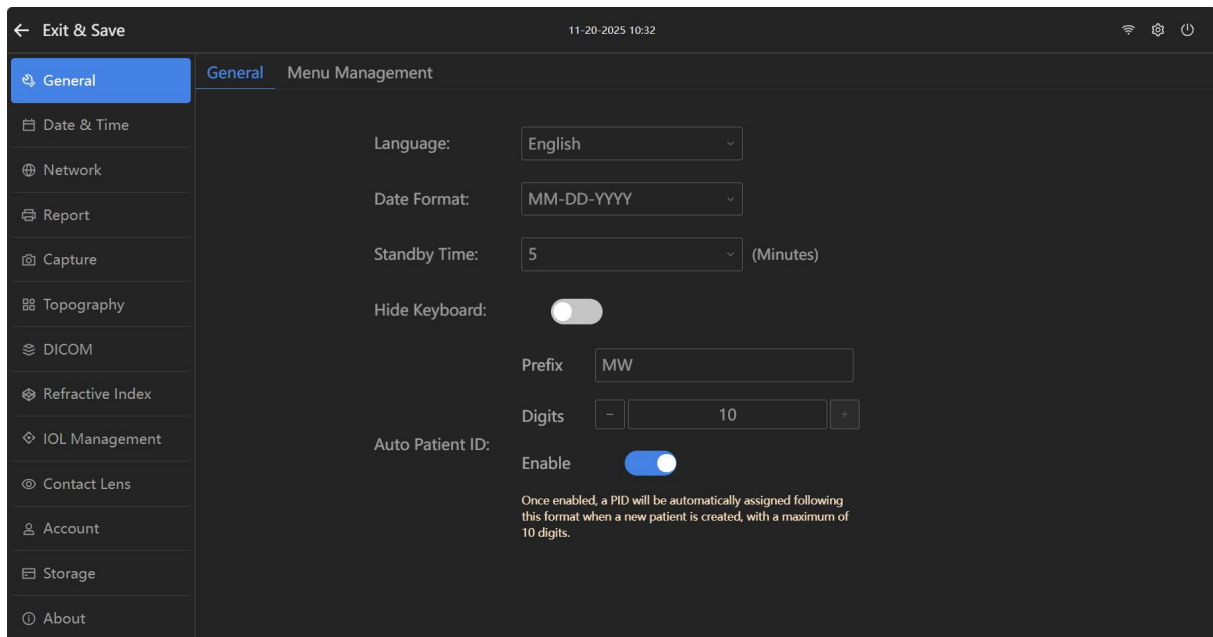 Exit & Save
11-20-2025 10:32
General
Date & Time
Network
Report
Capture
Topography
DICOM
Refractive Index
IOL Management
Contact Lens
Account
Storage
About
General Menu Management
Language: English
Date Format: MM-DD-YYYY
Standby Time: 5 (Minutes)
Hide Keyboard:
Auto Patient ID:
Prefix MW
Digits - 10 +
Enable
Once enabled, a PID will be automatically assigned following
this format when a new patient is created, with a maximum of
10 digits.